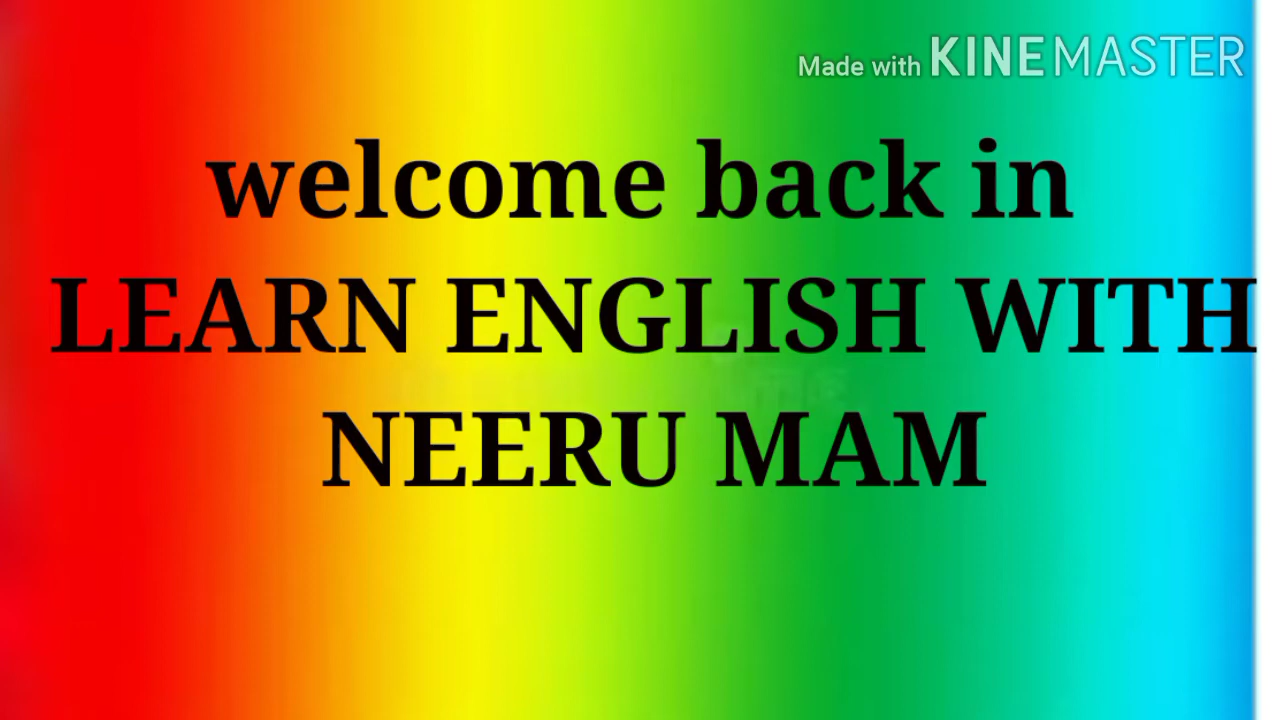 Made with KINEMASTER
welcome back in
LEARN ENGLISH WITH
NEERU MAM